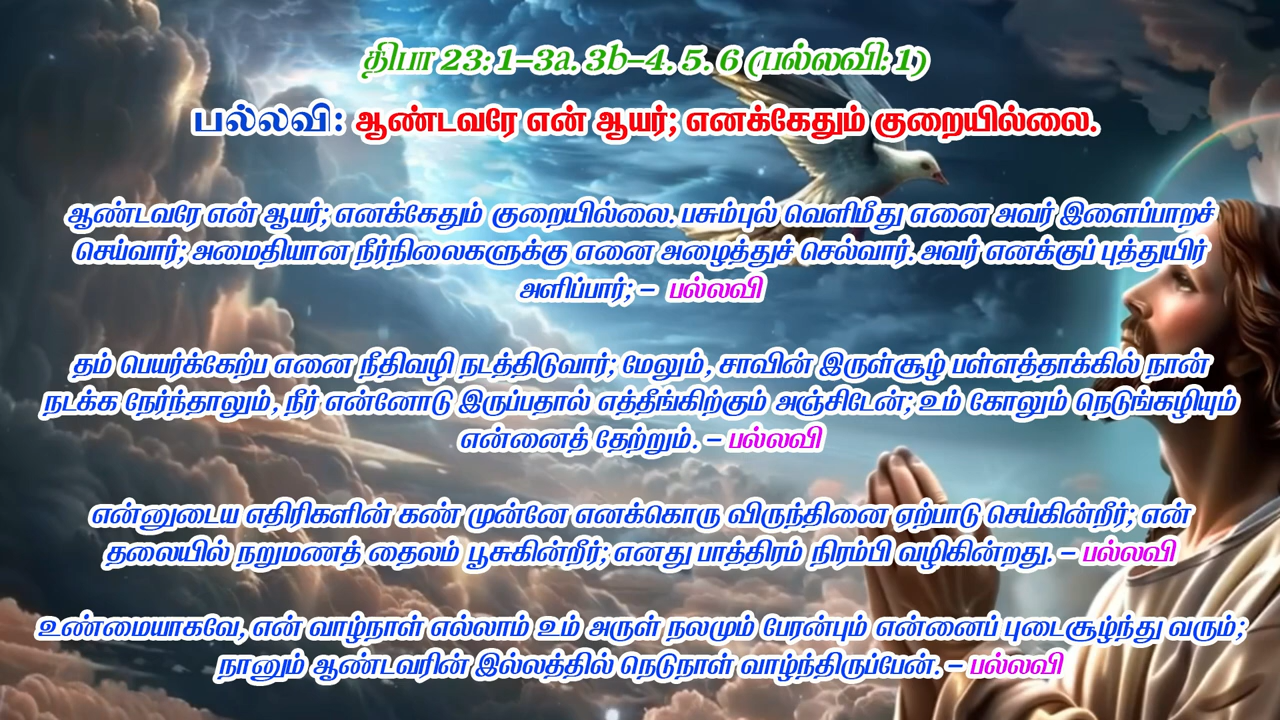 திபா 23: 1-3a. 3b-4. 5. 6 (பல்லவி: 1)
பல்லவி: ஆண்டவரே என் ஆயர்; எனக்கேதும் குறையில்லை.
ஆண்டவரே என் ஆயர்; எனக்கேதும் குறையில்லை. பசும்புல் வெளிமீது எனை அவர் இளைப்பாறச்
செய்வார்; அமைதியான நீர்நிலைகளுக்கு எனை அழைத்துச் செல்வார். அவர் எனக்குப் புத்துயிர்
அளிப்பார்; – பல்லவி
தம் பெயர்க்கேற்ப எனை நீதிவழி நடத்திடுவார்; மேலும், சாவின் இருள்சூழ் பள்ளத்தாக்கில் நான்
நடக்க நேர்ந்தாலும், நீர் என்னோடு இருப்பதால் எத்தீங்கிற்கும் அஞ்சிடேன்; உம் கோலும் நெடுங்கழியும்
என்னைத் தேற்றும். – பல்லவி
என்னுடைய எதிரிகளின் கண் முன்னே எனக்கொரு விருந்தினை ஏற்பாடு செய்கின்றீர்; என்
தலையில் நறுமணத் தைலம் பூசுகின்றீர்; எனது பாத்திரம் நிரம்பி வழிகின்றது. – பல்லவி
உண்மையாகவே, என் வாழ்நாள் எல்லாம் உம் அருள் நலமும் பேரன்பும் என்னைப் புடைசூழ்ந்து வரும்;
நானும் ஆண்டவரின் இல்லத்தில் நெடுநாள் வாழ்ந்திருப்பேன். – பல்லவி